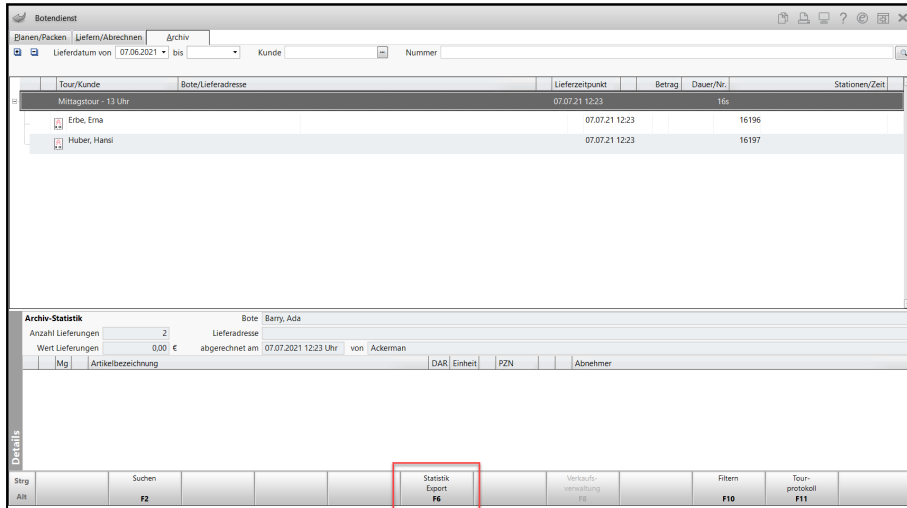 Botendienst
Planen/Packen Liefern/Abrechnen Archiv
Lieferdatum von 07.06.2021 bis Kunde Nummer
Tour/Kunde Bote/Lieferadresse Lieferzeitpunkt Betrag Dauer/Nr. Stationen/Zeit
Mittagstour - 13 Uhr 07.07.21 12:23 16s
Erbe, Erna 07.07.21 12:23 16196
Huber, Hansi 07.07.21 12:23 16197
Archiv-Statistik Bote Barry, Ada
Anzahl Lieferungen 2 Lieferadresse
Wert Lieferungen 0,00 € abgerechnet am 07.07.2021 12:23 Uhr von Ackerman
Mg Artikelbezeichnung DAR Einheit PZN Abnehmer
Details
Strg Suchen Statistik Verkaufs- Filtern Tour-
Export verwaltung protokoll
Alt F2 F6 F8 F10 F11